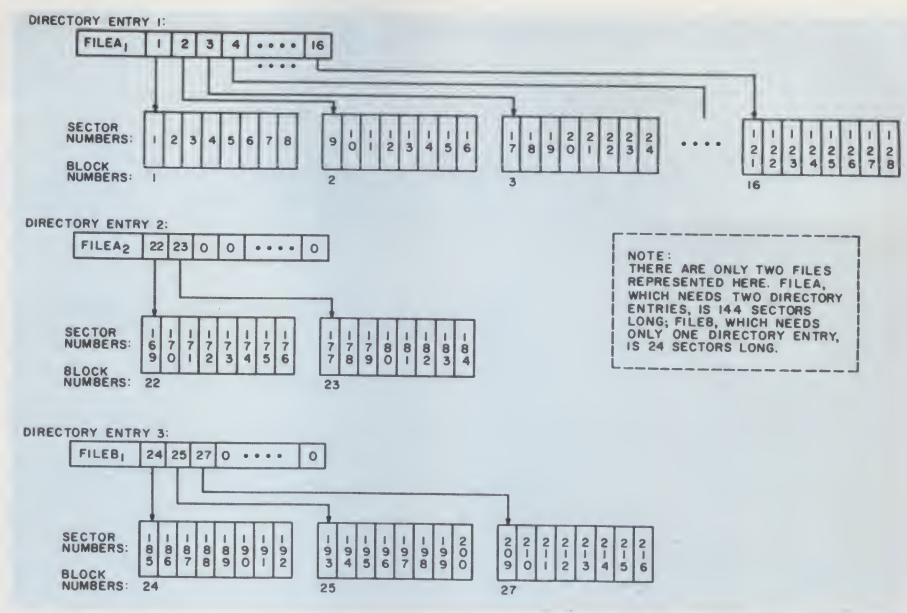 DIRECTORY ENTRY 1:
FILEA1 1 2 3 4 •••• 16
••••
SECTOR NUMBERS: 1 2 3 4 5 6 7 8 9 10 11 12 13 14 15 16 17 18 19 20 21 22 23 24 •••• 121 122 123 124 125 126 127 128
BLOCK NUMBERS: 1 2 3 16
DIRECTORY ENTRY 2:
FILEA2 22 23 0 0 •••• 0
SECTOR NUMBERS: 169 170 171 172 173 174 175 176 177 178 179 180 181 182 183 184
BLOCK NUMBERS: 22 23
NOTE:
THERE ARE ONLY TWO FILES
REPRESENTED HERE. FILEA,
WHICH NEEDS TWO DIRECTORY
ENTRIES, IS 144 SECTORS
LONG; FILEB, WHICH NEEDS
ONLY ONE DIRECTORY ENTRY,
IS 24 SECTORS LONG.
DIRECTORY ENTRY 3:
FILEB1 24 25 27 0 •••• 0
SECTOR NUMBERS: 185 186 187 188 189 190 191 192 193 194 195 196 197 198 199 200 209 210 211 212 213 214 215 216
BLOCK NUMBERS: 24 25 27